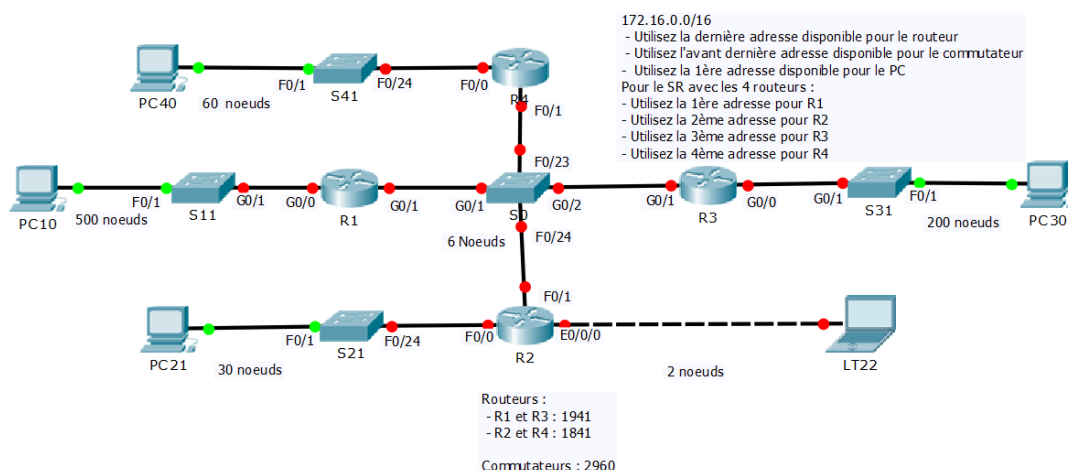 172.16.0.0/16
- Utilisez la dernière adresse disponible pour le routeur
- Utilisez l'avant dernière adresse disponible pour le commutateur
- Utilisez la 1ère adresse disponible pour le PC
Pour le SR avec les 4 routeurs :
- Utilisez la 1ère adresse pour R1
- Utilisez la 2ème adresse pour R2
- Utilisez la 3ème adresse pour R3
- Utilisez la 4ème adresse pour R4
PC40
60 noeuds
F0/1
S41
F0/24
F0/0
R4
F0/1
F0/23
PC10
500 noeuds
F0/1
S11
G0/1
G0/0
R1
G0/1
G0/1
S0
G0/2
6 Noeuds
F0/24
G0/1
R3
G0/0
G0/1
S31
F0/1
200 noeuds
PC30
F0/1
PC21
30 noeuds
F0/1
S21
F0/24
F0/0
R2
E0/0/0
2 noeuds
LT22
Routeurs :
- R1 et R3 : 1941
- R2 et R4 : 1841
Commutateurs : 2960